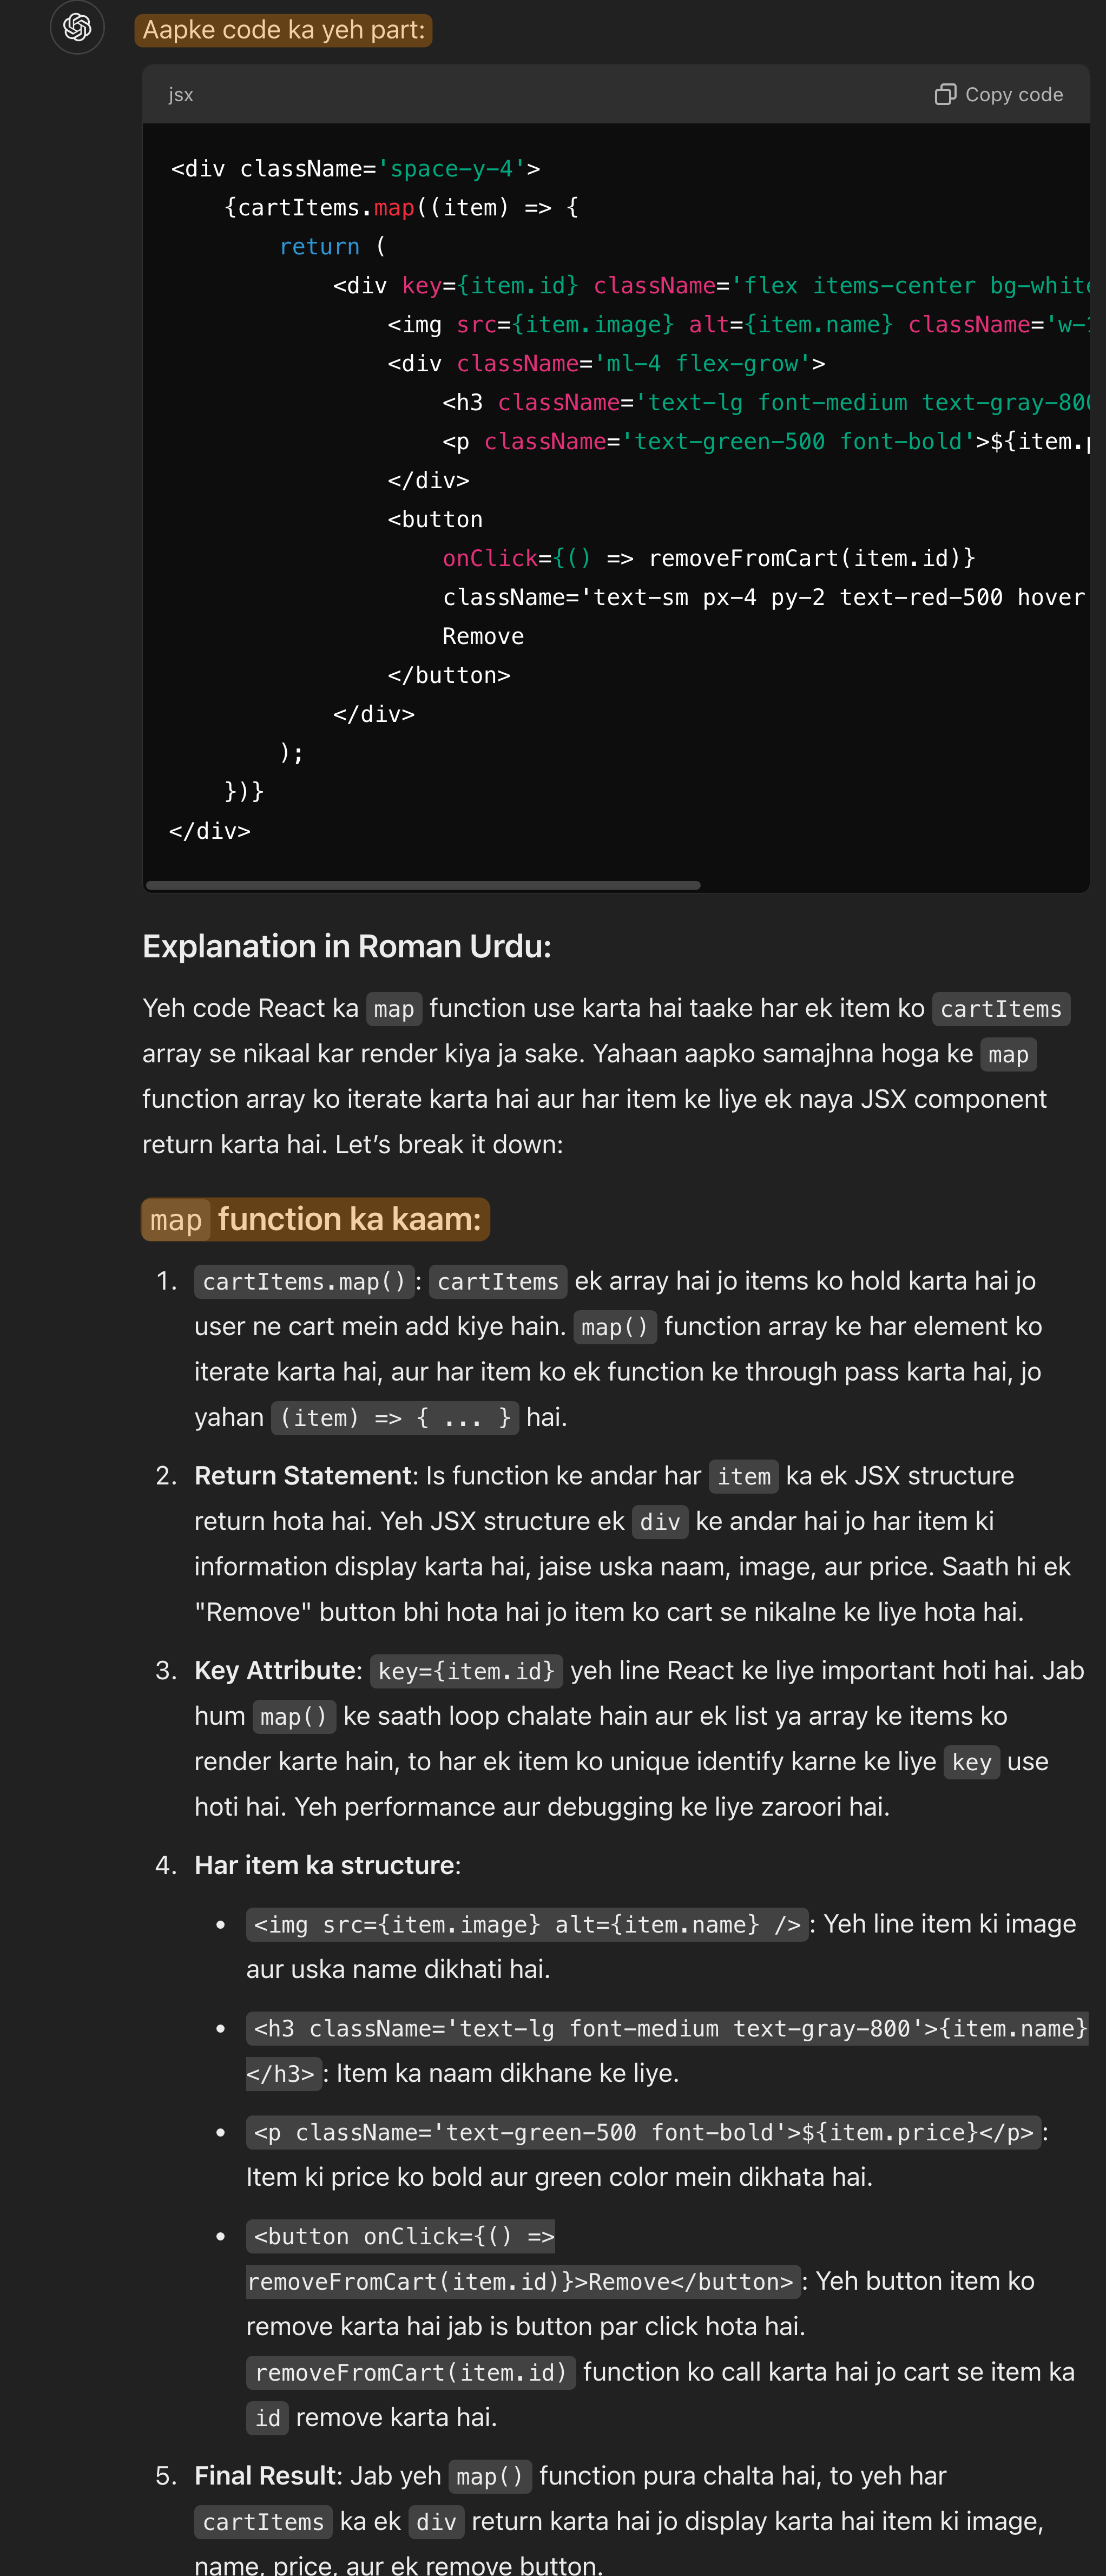 Aapke code ka yeh part:
jsx
Copy code
<div className='space-y-4'>
{cartItems.map((item) => {
return (
<div key={item.id} className='flex items-center bg-white
<img src={item.image} alt={item.name} className='w-
<div className='ml-4 flex-grow'>
<h3 className='text-lg font-medium text-gray-800
<p className='text-green-500 font-bold'>${item.p
</div>
<button
onClick={() => removeFromCart(item.id)}
className='text-sm px-4 py-2 text-red-500 hover
Remove
</button>
</div>
);
})}
</div>
Explanation in Roman Urdu:
Yeh code React ka map function use karta hai taake har ek item ko cartItems
array se nikaal kar render kiya ja sake. Yahaan aapko samajhna hoga ke map
function array ko iterate karta hai aur har item ke liye ek naya JSX component
return karta hai. Let's break it down:
map function ka kaam:
1. cartItems.map() : cartItems ek array hai jo items ko hold karta hai jo
user ne cart mein add kiye hain. map() function array ke har element ko
iterate karta hai, aur har item ko ek function ke through pass karta hai, jo
yahan (item) => { ... } hai.
2. Return Statement: Is function ke andar har item ka ek JSX structure
return hota hai. Yeh JSX structure ek div ke andar hai jo har item ki
information display karta hai, jaise uska naam, image, aur price. Saath hi ek
"Remove" button bhi hota hai jo item ko cart se nikalne ke liye hota hai.
3. Key Attribute: key={item.id} yeh line React ke liye important hoti hai. Jab
hum map() ke saath loop chalate hain aur ek list ya array ke items ko
render karte hain, to har ek item ko unique identify karne ke liye key use
hoti hai. Yeh performance aur debugging ke liye zaroori hai.
4. Har item ka structure:
• <img src={item.image} alt={item.name} /> : Yeh line item ki image
aur uska name dikhati hai.
• <h3 className='text-lg font-medium text-gray-800'>{item.name}
</h3> : Item ka naam dikhane ke liye.
• <p className='text-green-500 font-bold'>${item.price}</p> :
Item ki price ko bold aur green color mein dikhata hai.
• <button onClick={() =>
removeFromCart(item.id)}>Remove</button> : Yeh button item ko
remove karta hai jab is button par click hota hai.
removeFromCart(item.id) function ko call karta hai jo cart se item ka
id remove karta hai.
5. Final Result: Jab yeh map() function pura chalta hai, to yeh har
cartItems ka ek div return karta hai jo display karta hai item ki image,
name, price, aur ek remove button.